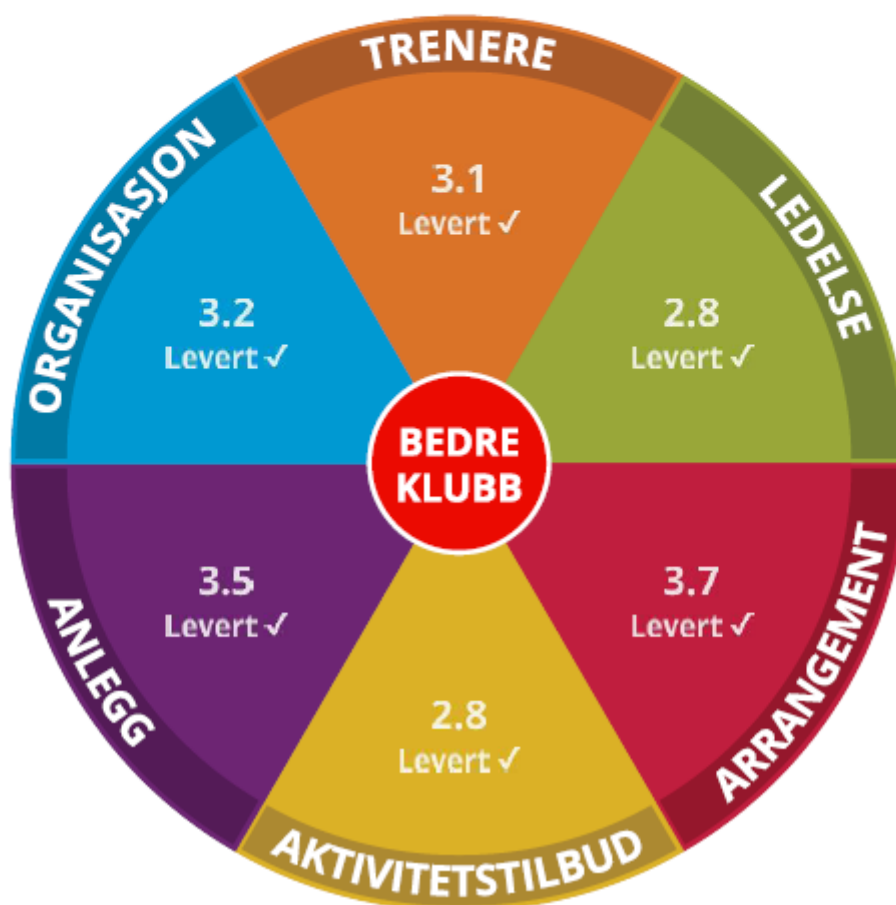 TRENERE
3.1
Levert ✓
LEDELSE
2.8
Levert ✓
ARRANGEMENT
3.7
Levert ✓
AKTIVITETSTILBUD
2.8
Levert ✓
ANLEGG
3.5
Levert ✓
ORGANISASJON
3.2
Levert ✓
BEDRE
KLUBB